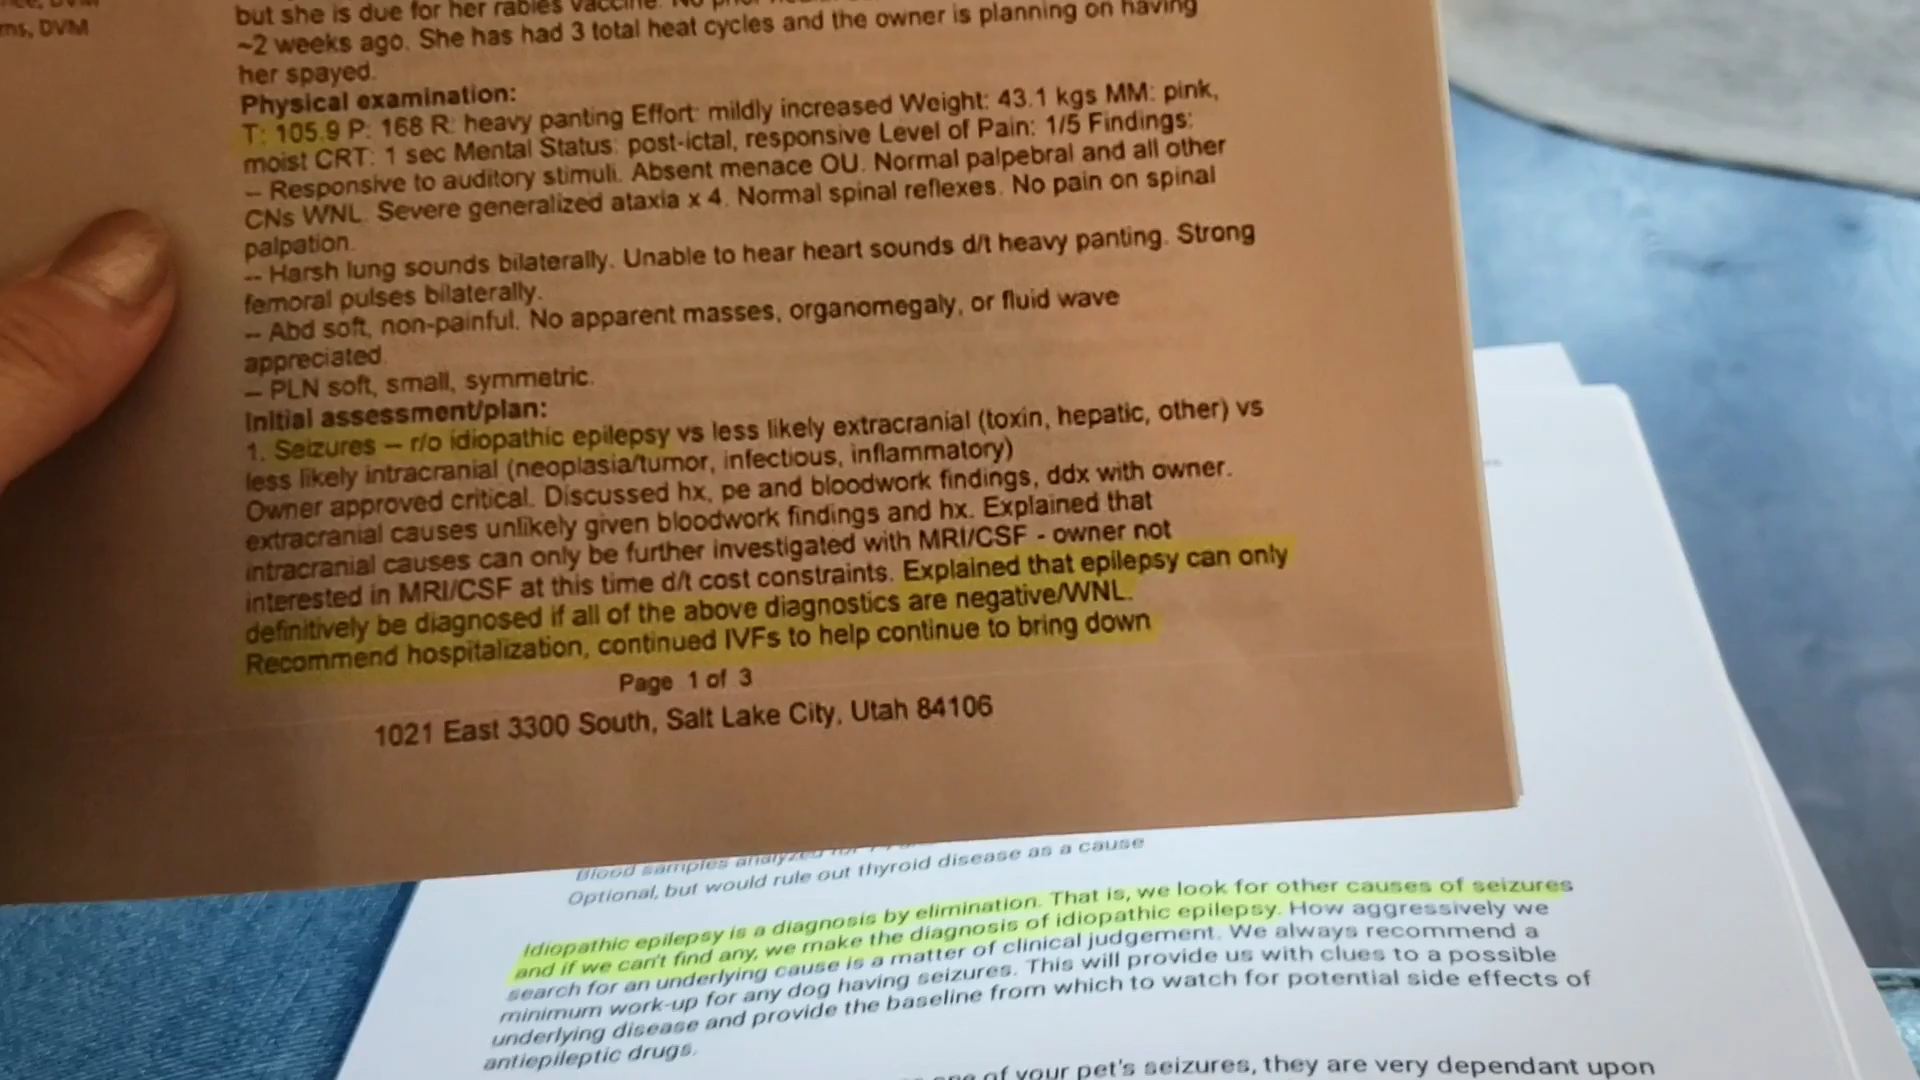 ms, DVM
but she is due for her rabies vaccine. No
~2 weeks ago. She has had 3 total heat cycles and the owner is planning on having
her spayed.
Physical examination:
T: 105.9 P: 168 R: heavy panting Effort: mildly increased Weight: 43.1 kgs MM: pink,
moist CRT: 1 sec Mental Status: post-ictal, responsive Level of Pain: 1/5 Findings:
-- Responsive to auditory stimuli. Absent menace OU. Normal palpebral and all other
CNs WNL. Severe generalized ataxia x 4. Normal spinal reflexes. No pain on spinal
palpation.
-- Harsh lung sounds bilaterally. Unable to hear heart sounds d/t heavy panting. Strong
femoral pulses bilaterally.
-- Abd soft, non-painful. No apparent masses, organomegaly, or fluid wave
appreciated.
-- PLN soft, small, symmetric.
Initial assessment/plan:
1. Seizures -- r/o idiopathic epilepsy vs less likely extracranial (toxin, hepatic, other) vs
less likely intracranial (neoplasia/tumor, infectious, inflammatory)
Owner approved critical. Discussed hx, pe and bloodwork findings, ddx with owner.
Explained that
extracranial causes unlikely given bloodwork findings and hx. Explained that
intracranial causes can only be further investigated with MRI/CSF - owner not
interested in MRI/CSF at this time d/t cost constraints. Explained that epilepsy can only
definitively be diagnosed if all of the above diagnostics are negative/WNL.
Recommend hospitalization, continued IVFs to help continue to bring down
Page 1 of 3
1021 East 3300 South, Salt Lake City, Utah 84106
Blood samples analyzed for
Optional, but would rule out thyroid disease as a cause
Idiopathic epilepsy is a diagnosis by elimination. That is, we look for other causes of seizures
and if we can't find any, we make the diagnosis of idiopathic epilepsy. How aggressively we
search for an underlying cause is a matter of clinical judgement. We always recommend a
minimum work-up for any dog having seizures. This will provide us with clues to a possible
underlying disease and provide the baseline from which to watch for potential side effects of
antiepileptic drugs.
of your pet's seizures, they are very dependant upon